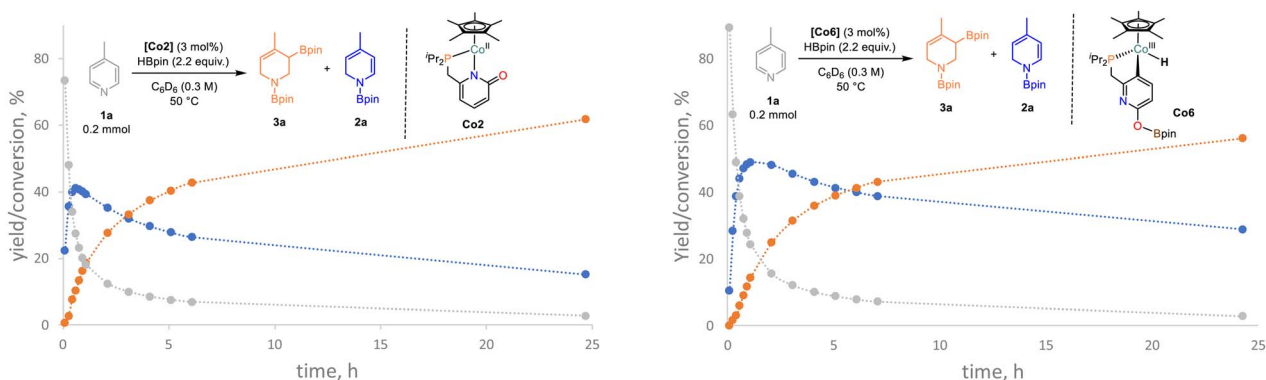 80
60
40
20
0
0
5
10
15
20
25
yield/conversion, %
time, h
N
1a
0.2 mmol
[Co2] (3 mol%)
HBpin (2.2 equiv.)
C6D6 (0.3 M)
50 °C
Bpin
N
Bpin
3a
+
N
Bpin
2a
CoII
iPr2P
N
O
Co2
80
60
40
20
0
0
5
10
15
20
25
Yield/conversion, %
time, h
N
1a
0.2 mmol
[Co6] (3 mol%)
HBpin (2.2 equiv.)
C6D6 (0.3 M)
50 °C
Bpin
N
Bpin
3a
+
N
Bpin
2a
CoIII
iPr2P
H
N
O
Bpin
Co6